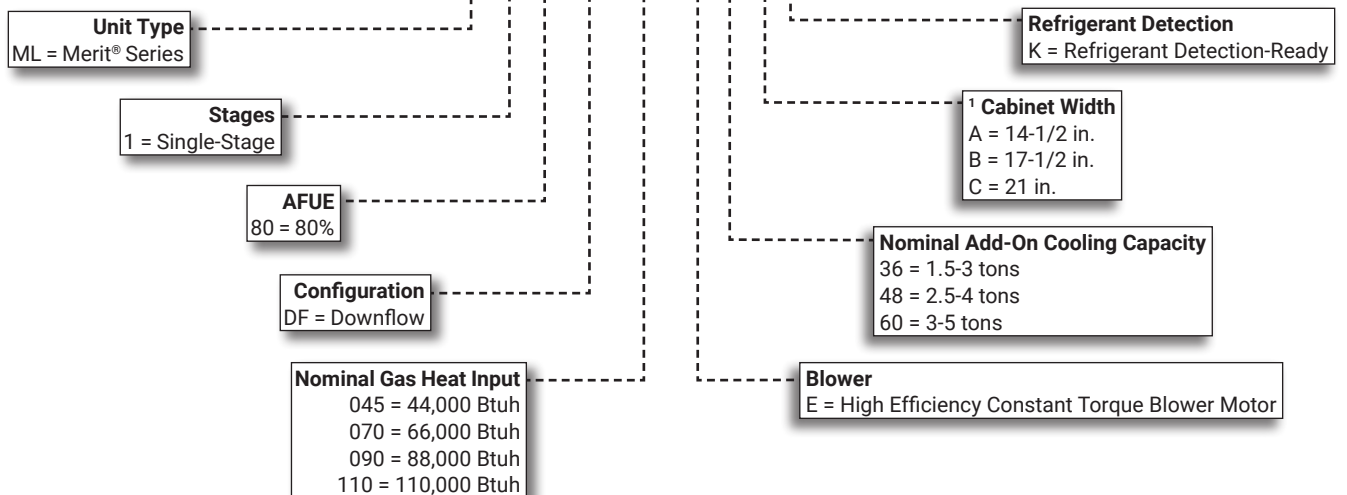 Unit Type
ML = Merit® Series
Stages
1 = Single-Stage
AFUE
80 = 80%
Configuration
DF = Downflow
Nominal Gas Heat Input
045 = 44,000 Btuh
070 = 66,000 Btuh
090 = 88,000 Btuh
110 = 110,000 Btuh
Refrigerant Detection
K = Refrigerant Detection-Ready
¹ Cabinet Width
A = 14-1/2 in.
B = 17-1/2 in.
C = 21 in.
Nominal Add-On Cooling Capacity
36 = 1.5-3 tons
48 = 2.5-4 tons
60 = 3-5 tons
Blower
E = High Efficiency Constant Torque Blower Motor